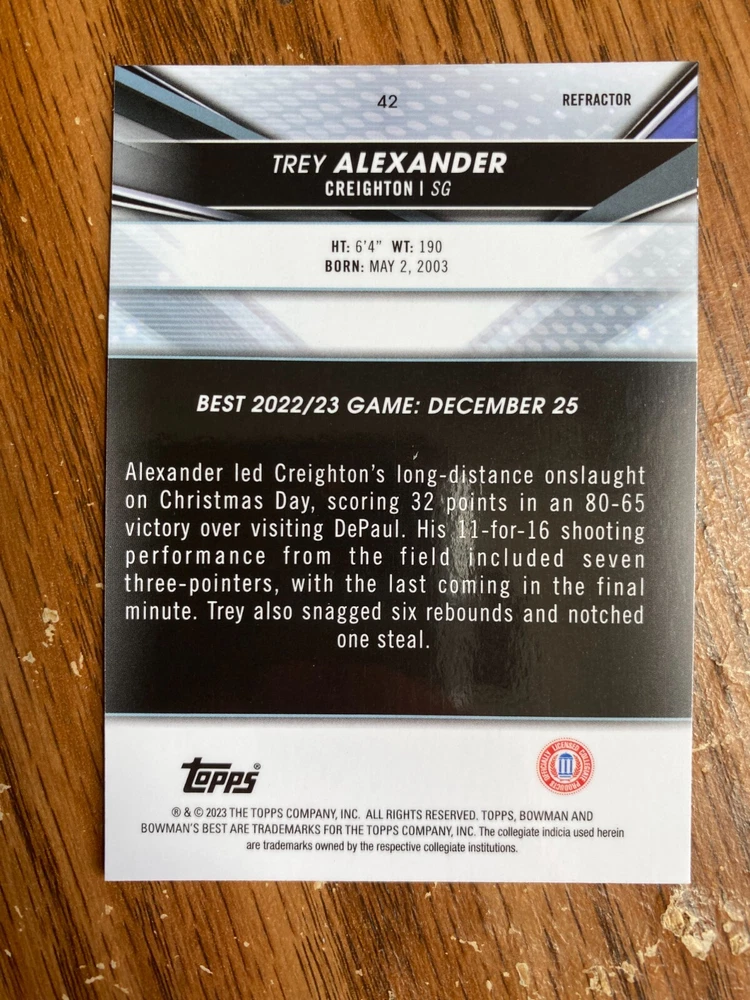 42
REFRACTOR
TREY ALEXANDER
CREIGHTON | SG
HT: 6'4" WT: 190
BORN: MAY 2, 2003
BEST 2022/23 GAME: DECEMBER 25
Alexander led Creighton's long-distance onslaught
on Christmas Day, scoring 32 points in an 80-65
victory over visiting DePaul. His 11-for-16 shooting
performance from the field included seven
three-pointers, with the last coming in the final
minute. Trey also snagged six rebounds and notched
one steal.
topps®
OFFICIALLY LICENSED COLLEGIATE PRODUCTS
® & © 2023 THE TOPPS COMPANY, INC. ALL RIGHTS RESERVED. TOPPS, BOWMAN AND
BOWMAN'S BEST ARE TRADEMARKS FOR THE TOPPS COMPANY, INC. The collegiate indicia used herein
are trademarks owned by the respective collegiate institutions.